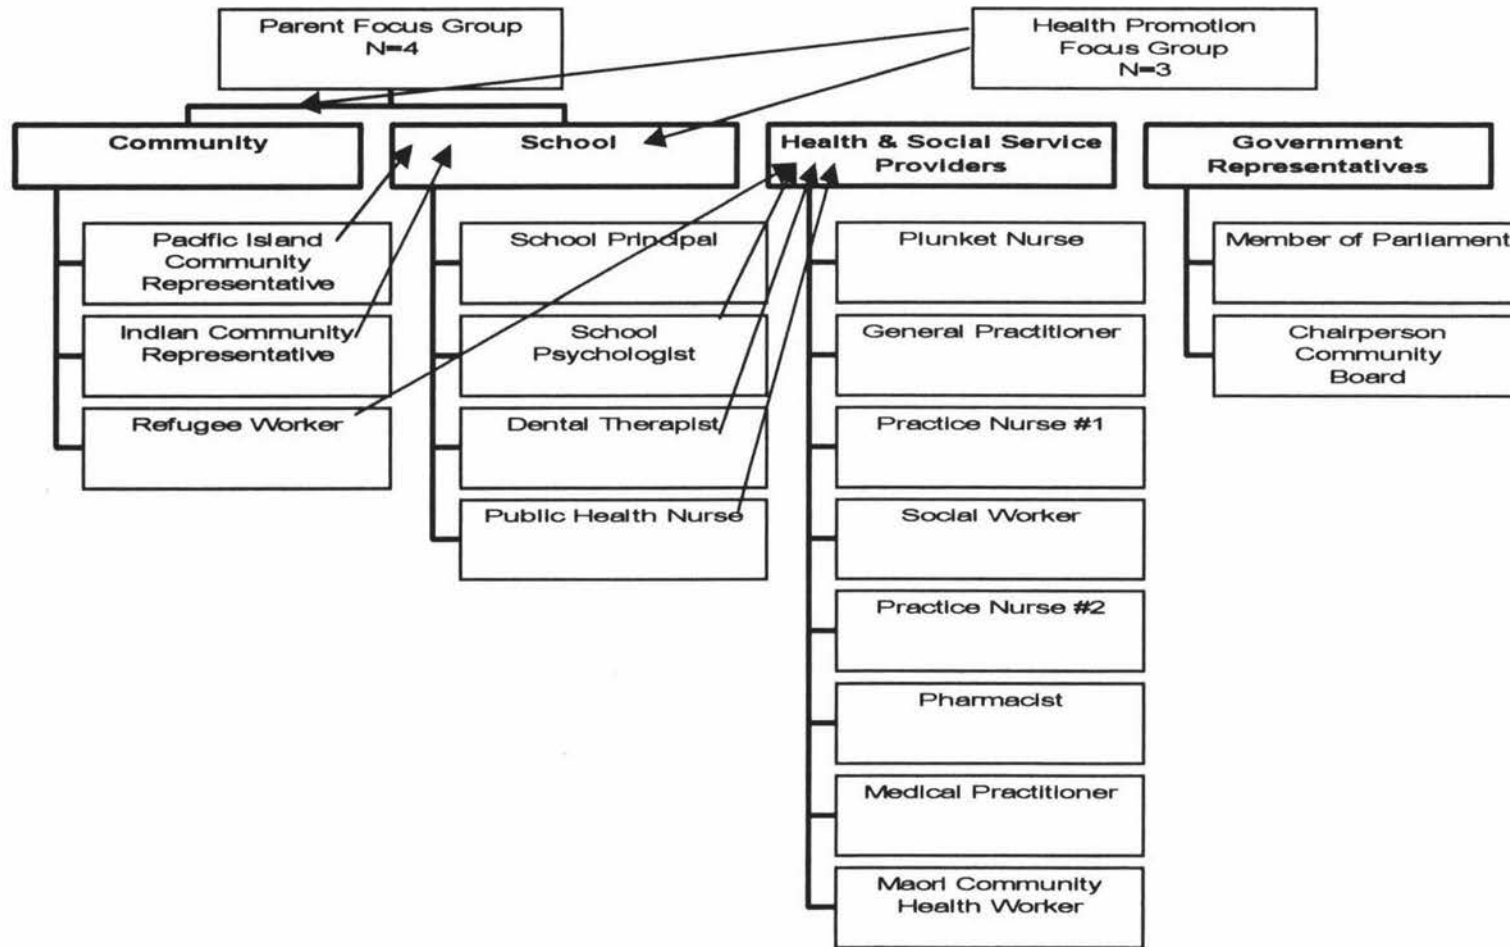 Parent Focus Group
N=4
Health Promotion
Focus Group
N=3
Community
School
Health & Social Service
Providers
Government
Representatives
Pacific Island
Community
Representative
Indian Community
Representative
Refugee Worker
School Principal
School
Psychologist
Dental Therapist
Public Health Nurse
Plunket Nurse
General Practitioner
Practice Nurse #1
Social Worker
Practice Nurse #2
Pharmacist
Medical Practitioner
Maori Community
Health Worker
Member of Parliament
Chairperson
Community
Board